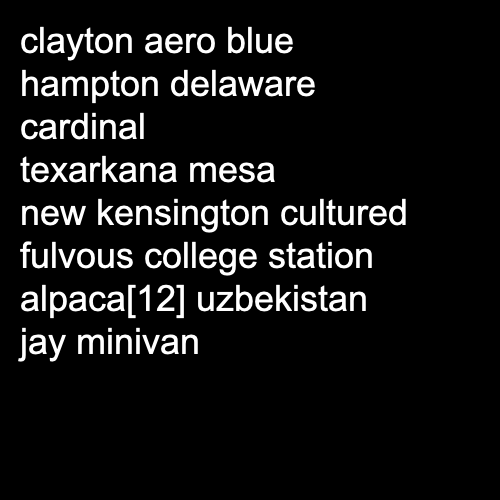 clayton aero blue
hampton delaware
cardinal
texarkana mesa
new kensington cultured
fulvous college station
alpaca[12] uzbekistan
jay minivan